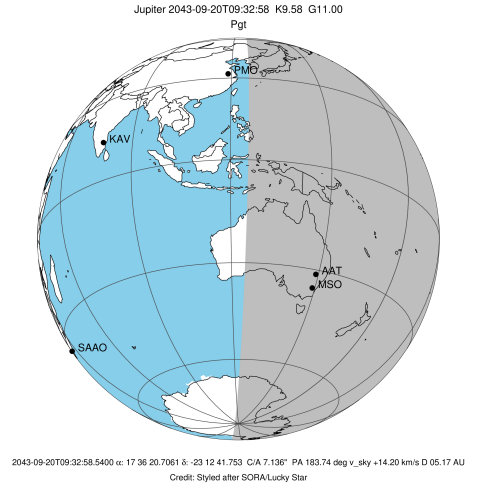 Jupiter 2043-09-20T09:32:58 K9.58 G11.00
Pgt
PMO
KAV
AAT
MSO
SAAO
2043-09-20T09:32:58.5400 α: 17 36 20.7061 δ: -23 12 41.753 C/A 7.136" PA 183.74 deg v_sky +14.20 km/s D 05.17 AU
Credit: Styled after SORA/Lucky Star